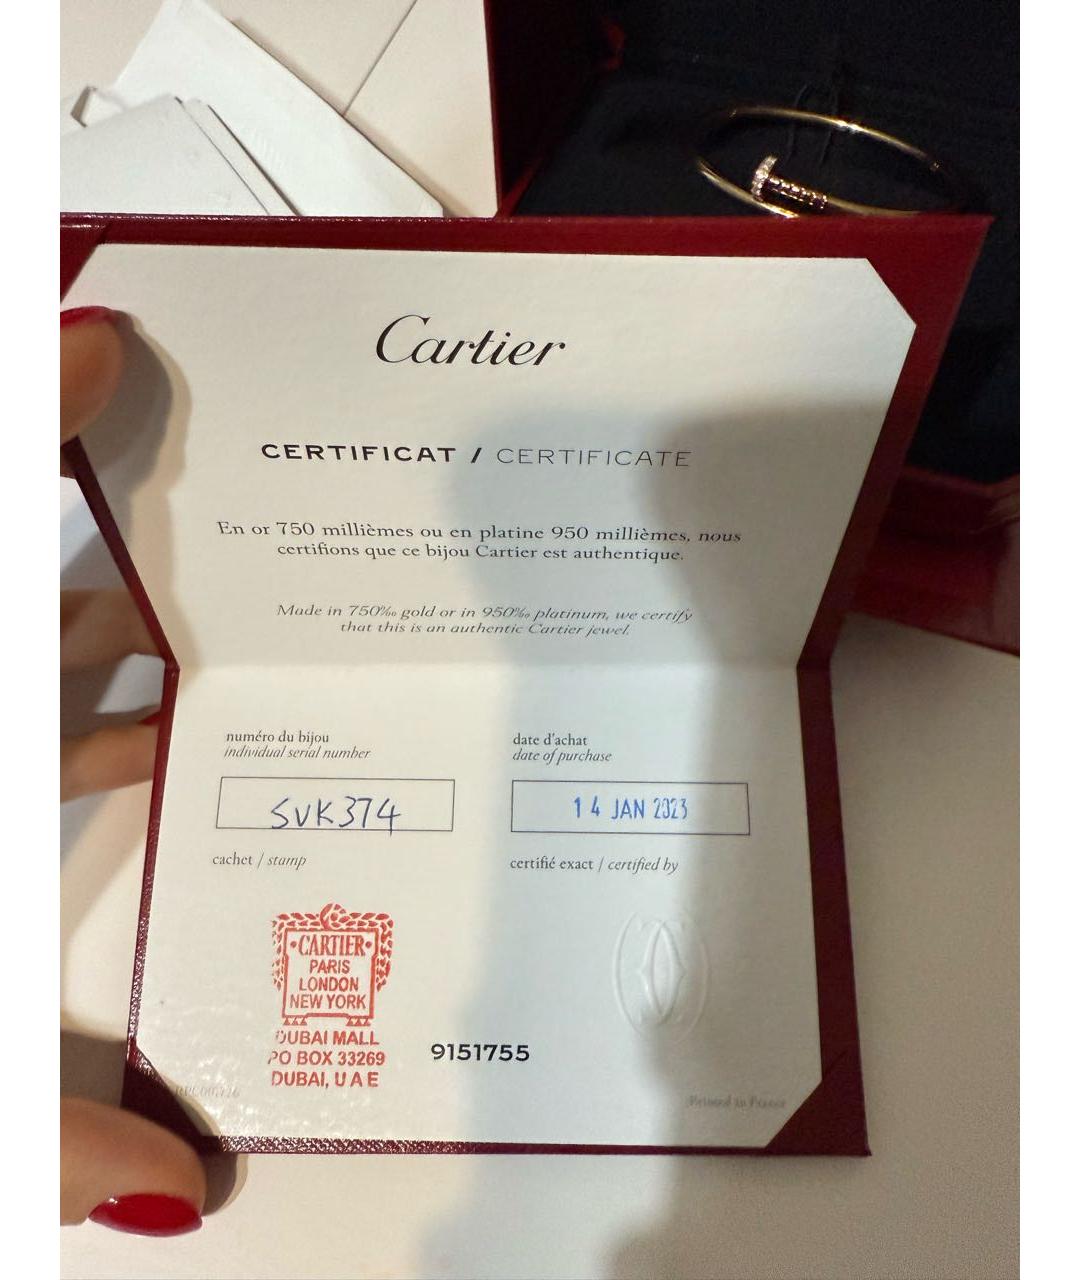 Cartier
CERTIFICAT / CERTIFICATE
En or 750 millièmes ou en platine 950 millièmes, nous
certifions que ce bijou Cartier est authentique.
Made in 750‰ gold or in 950‰ platinum, we certify
that this is an authentic Cartier jewel.
numéro du bijou
individual serial number
SVK374
date d'achat
date of purchase
14 JAN 2023
cachet / stamp
certifié exact / certified by
CARTIER
PARIS
LONDON
NEW YORK
DUBAI MALL
PO BOX 33269
DUBAI, U A E
9151755
Printed in France